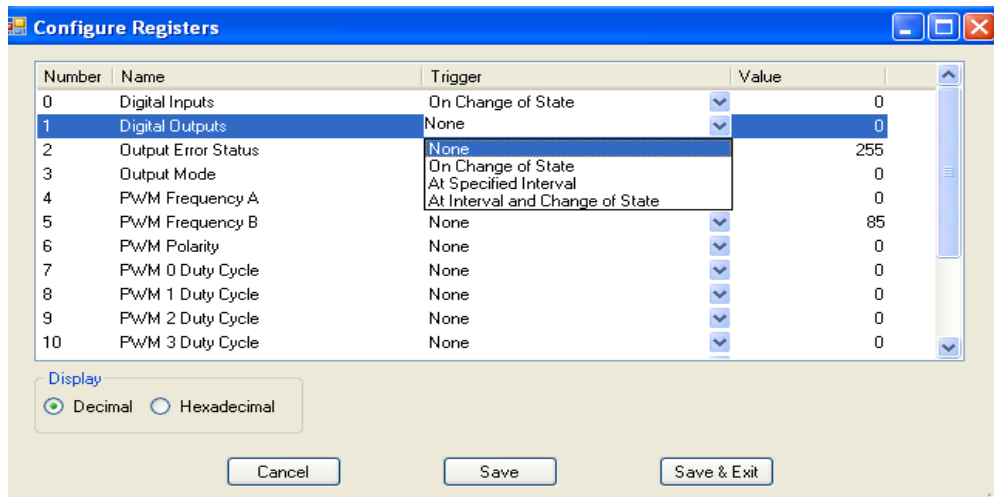 Configure Registers
Number Name Trigger Value
0 Digital Inputs On Change of State 0
1 Digital Outputs None 0
2 Output Error Status None 255
3 Output Mode On Change of State 0
At Specified Interval
4 PWM Frequency A At Interval and Change of State 0
5 PWM Frequency B None 85
6 PWM Polarity None 0
7 PWM 0 Duty Cycle None 0
8 PWM 1 Duty Cycle None 0
9 PWM 2 Duty Cycle None 0
10 PWM 3 Duty Cycle None 0
Display
Decimal Hexadecimal
Cancel Save Save & Exit